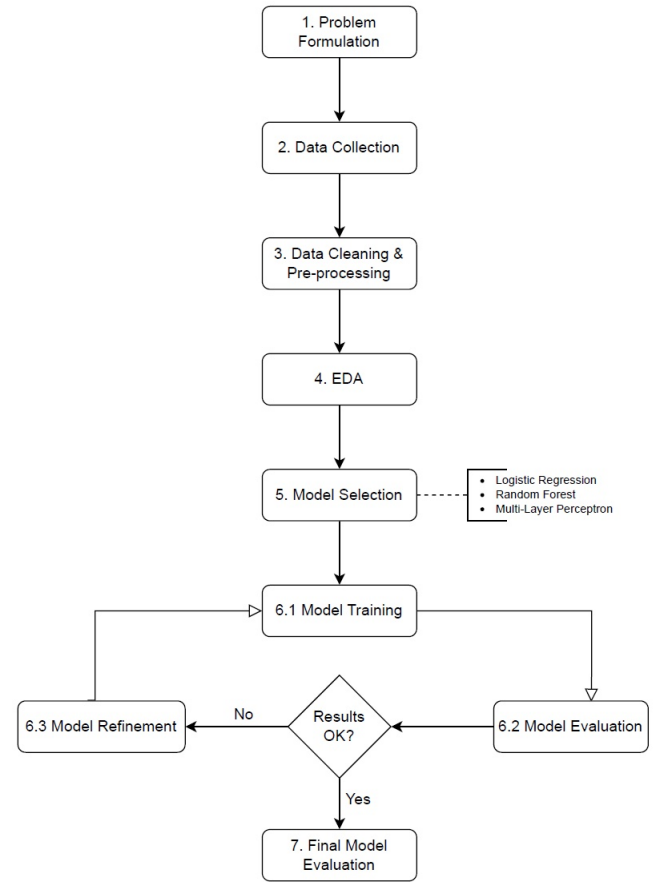 1. Problem
Formulation
2. Data Collection
3. Data Cleaning &
Pre-processing
4. EDA
5. Model Selection
• Logistic Regression
• Random Forest
• Multi-Layer Perceptron
6.1 Model Training
6.3 Model Refinement
No
Results
OK?
6.2 Model Evaluation
Yes
7. Final Model
Evaluation